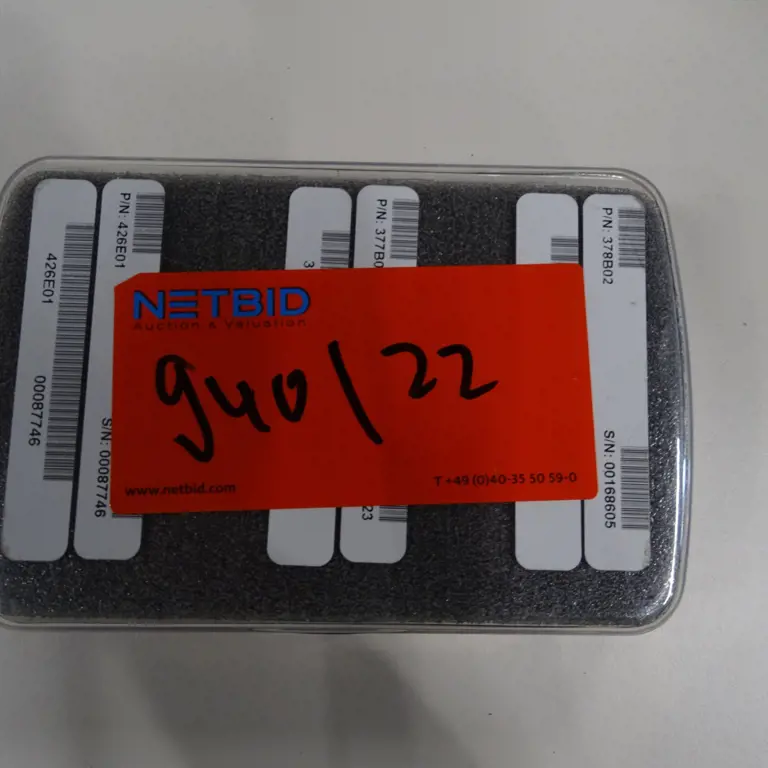 426E01
00087746
P/N: 426E01
S/N: 00087746
3
P/N: 377B0
23
P/N: 378B02
S/N: 00168605
NETBID
Auction & Valuation
940/22
www.netbid.com
T +49 (0)40-35 50 59-0